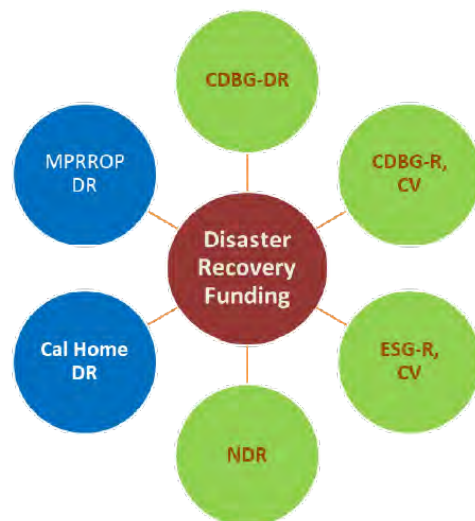 CDBG-DR
MPRROP
DR
CDBG-R,
CV
Disaster
Recovery
Funding
Cal Home
DR
ESG-R,
CV
NDR